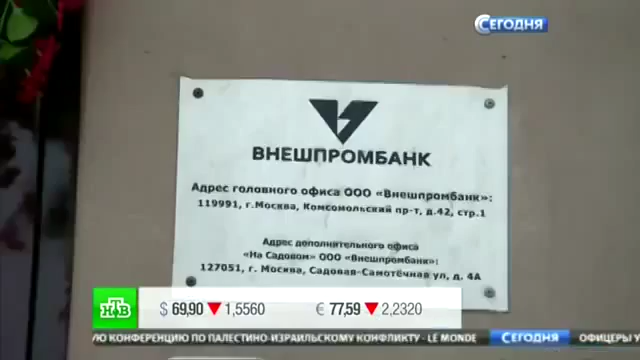 СЕГОДНЯ
ВНЕШПРОМБАНК
Адрес головного офиса ООО «Внешпромбанк»:
119991, г.Москва, Комсомольский пр-т, д.42, стр.1
Адрес дополнительного офиса
«На Садовом» ООО «Внешпромбанк»:
127051, г. Москва, Садовая-Самотёчная ул, д. 4А
НТВ $ 69,90 ▼ 1,5560 € 77,59 ▼ 2,2320
УЮ КОНФЕРЕНЦИЮ ПО ПАЛЕСТИНО-ИЗРАИЛЬСКОМУ КОНФЛИКТУ - LE MONDE СЕГОДНЯ ОФИЦЕРЫ У